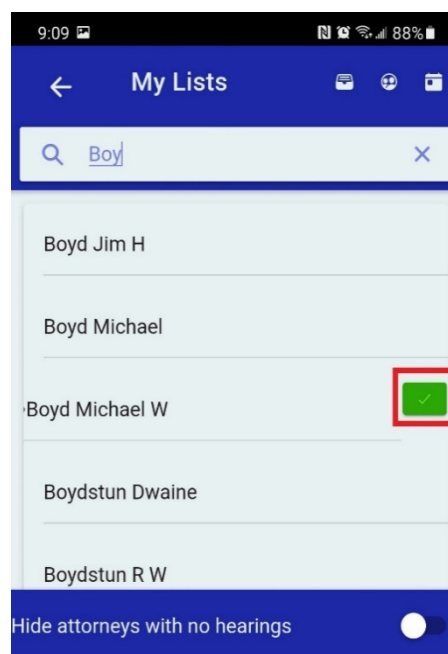 9:09 88%
My Lists
Boy
Boyd Jim H
Boyd Michael
Boyd Michael W
Boydstun Dwaine
Boydstun R W
Hide attorneys with no hearings